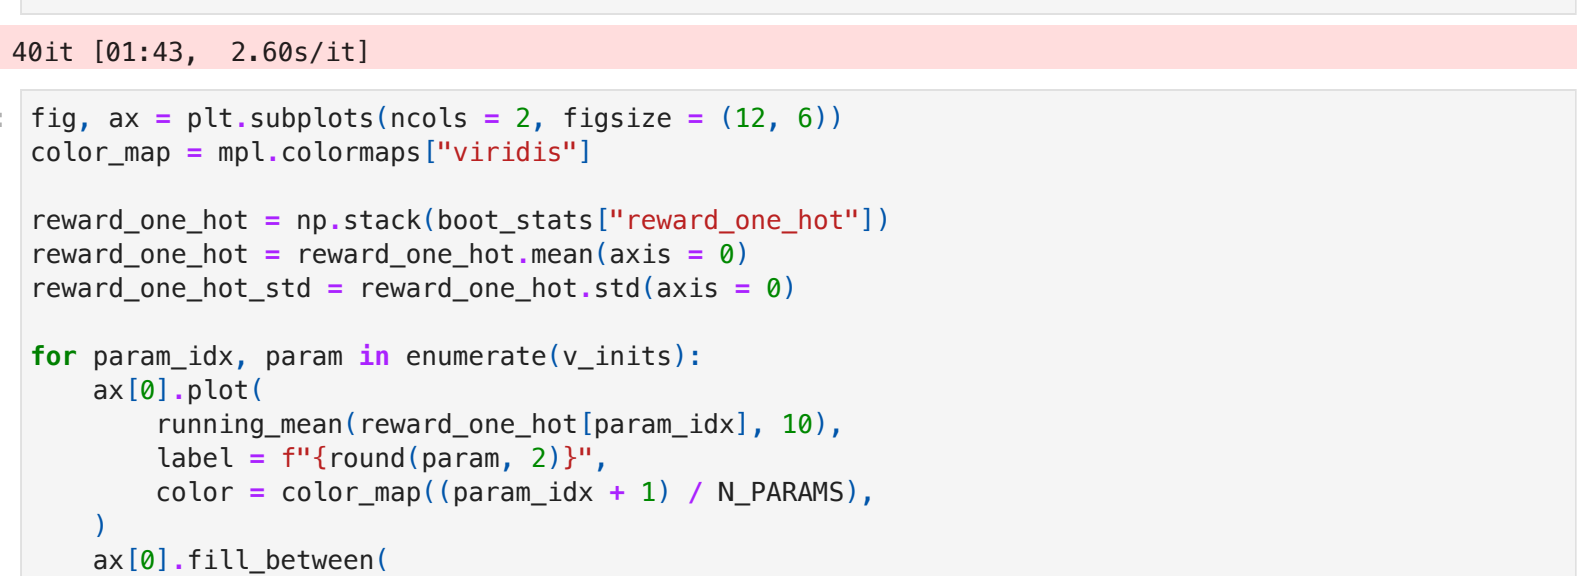 40it [01:43,  2.60s/it]
: fig, ax = plt.subplots(ncols = 2, figsize = (12, 6))
color_map = mpl.colormaps["viridis"]
reward_one_hot = np.stack(boot_stats["reward_one_hot"])
reward_one_hot = reward_one_hot.mean(axis = 0)
reward_one_hot_std = reward_one_hot.std(axis = 0)
for param_idx, param in enumerate(v_inits):
    ax[0].plot(
        running_mean(reward_one_hot[param_idx], 10),
        label = f"{round(param, 2)}",
        color = color_map((param_idx + 1) / N_PARAMS),
    )
    ax[0].fill_between(